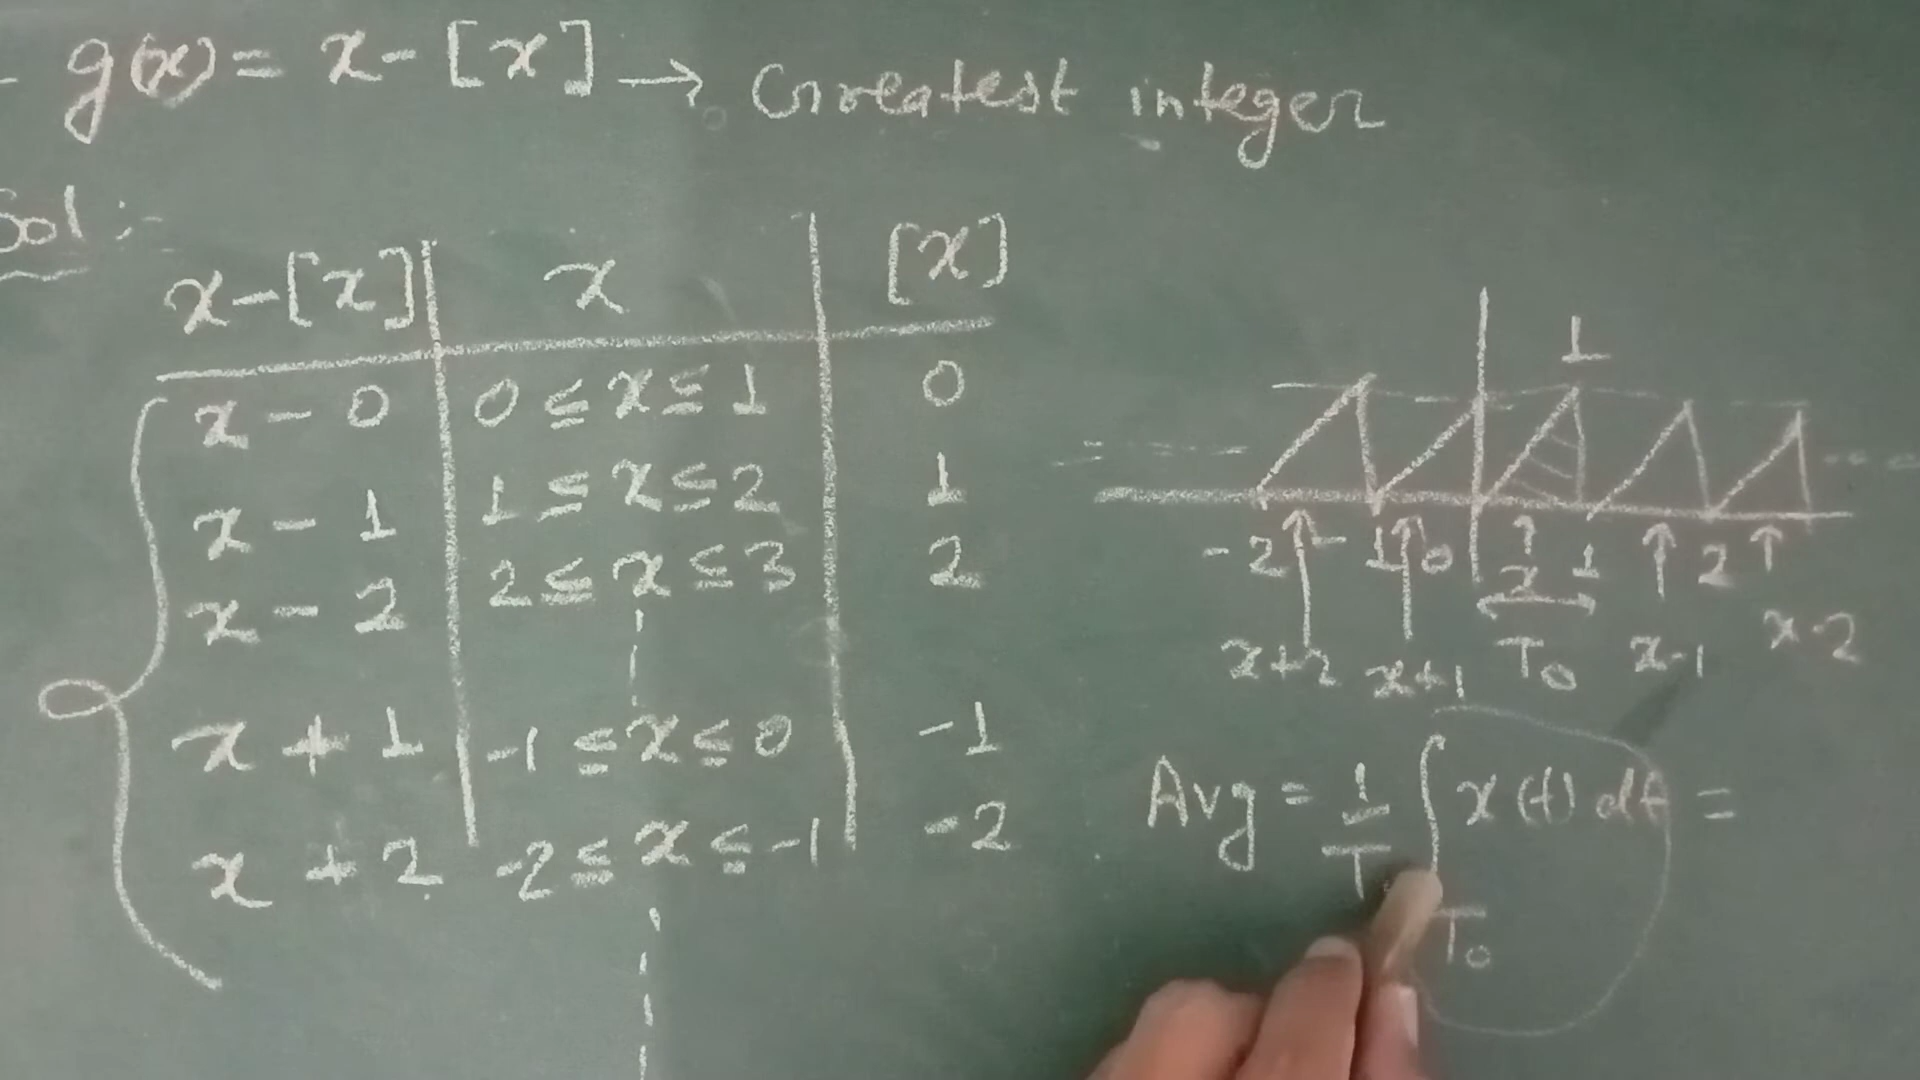 g(x) = x - [x] → Greatest integer
Sol :-
x-[x] x [x]
x - 0 0 ≤ x ≤ 1 0
x - 1 1 ≤ x ≤ 2 1
x - 2 2 ≤ x ≤ 3 2
x + 1 -1 ≤ x ≤ 0 -1
x + 2 -2 ≤ x ≤ -1 -2
1
-2 -1 0 x 1 2
x+2 x+1 T₀ x-1 x-2
Avg = 1/T ∫T₀ x(t) dt =